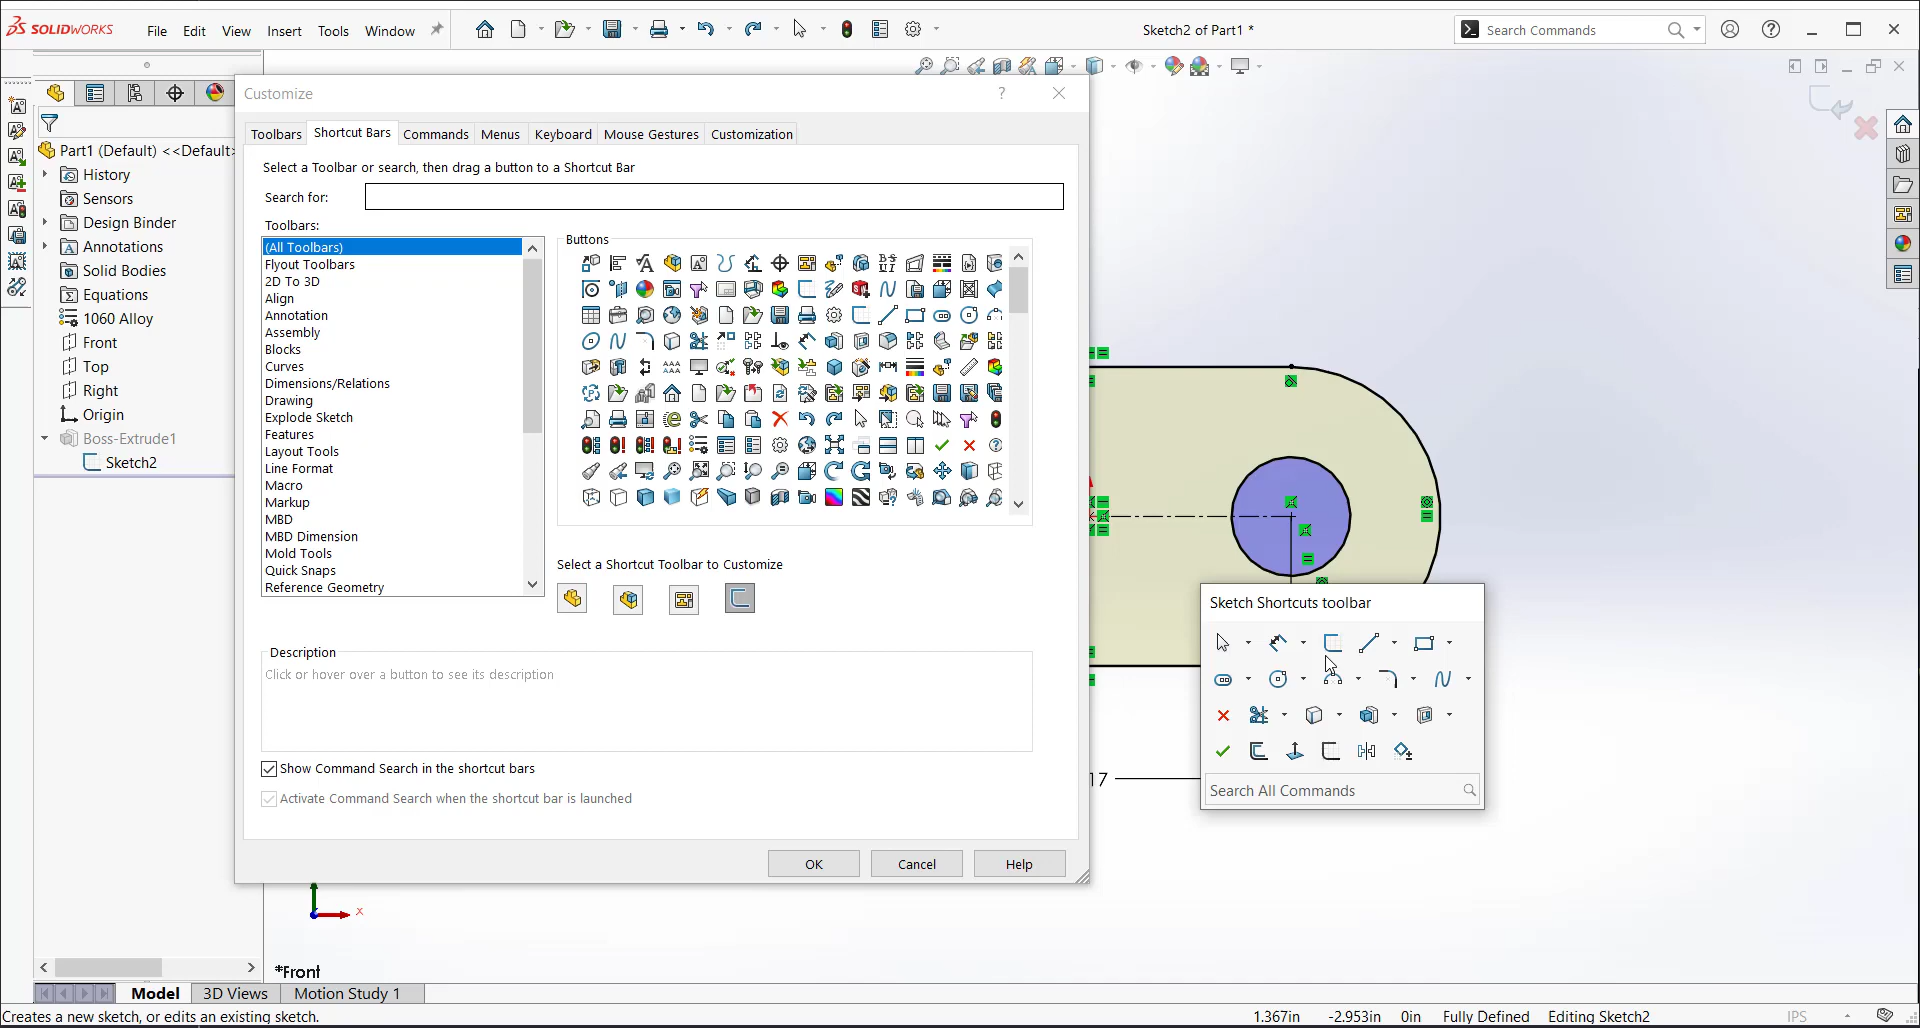 SOLIDWORKS File Edit View Insert Tools Window Sketch2 of Part1 * Search Commands
Customize
Toolbars Shortcut Bars Commands Menus Keyboard Mouse Gestures Customization
Part1 (Default) <<Default>
History
Sensors
Design Binder
Annotations
Solid Bodies
Equations
1060 Alloy
Front
Top
Right
Origin
Boss-Extrude1
Sketch2
Select a Toolbar or search, then drag a button to a Shortcut Bar
Search for:
Toolbars:
(All Toolbars)
Flyout Toolbars
2D To 3D
Align
Annotation
Assembly
Blocks
Curves
Dimensions/Relations
Drawing
Explode Sketch
Features
Layout Tools
Line Format
Macro
Markup
MBD
MBD Dimension
Mold Tools
Quick Snaps
Reference Geometry
Buttons
Select a Shortcut Toolbar to Customize
Description
Click or hover over a button to see its description
Show Command Search in the shortcut bars
Activate Command Search when the shortcut bar is launched
OK Cancel Help
Sketch Shortcuts toolbar
Search All Commands
17
x
*Front
Model 3D Views Motion Study 1
Creates a new sketch, or edits an existing sketch. 1.367in -2.953in 0in Fully Defined Editing Sketch2 IPS